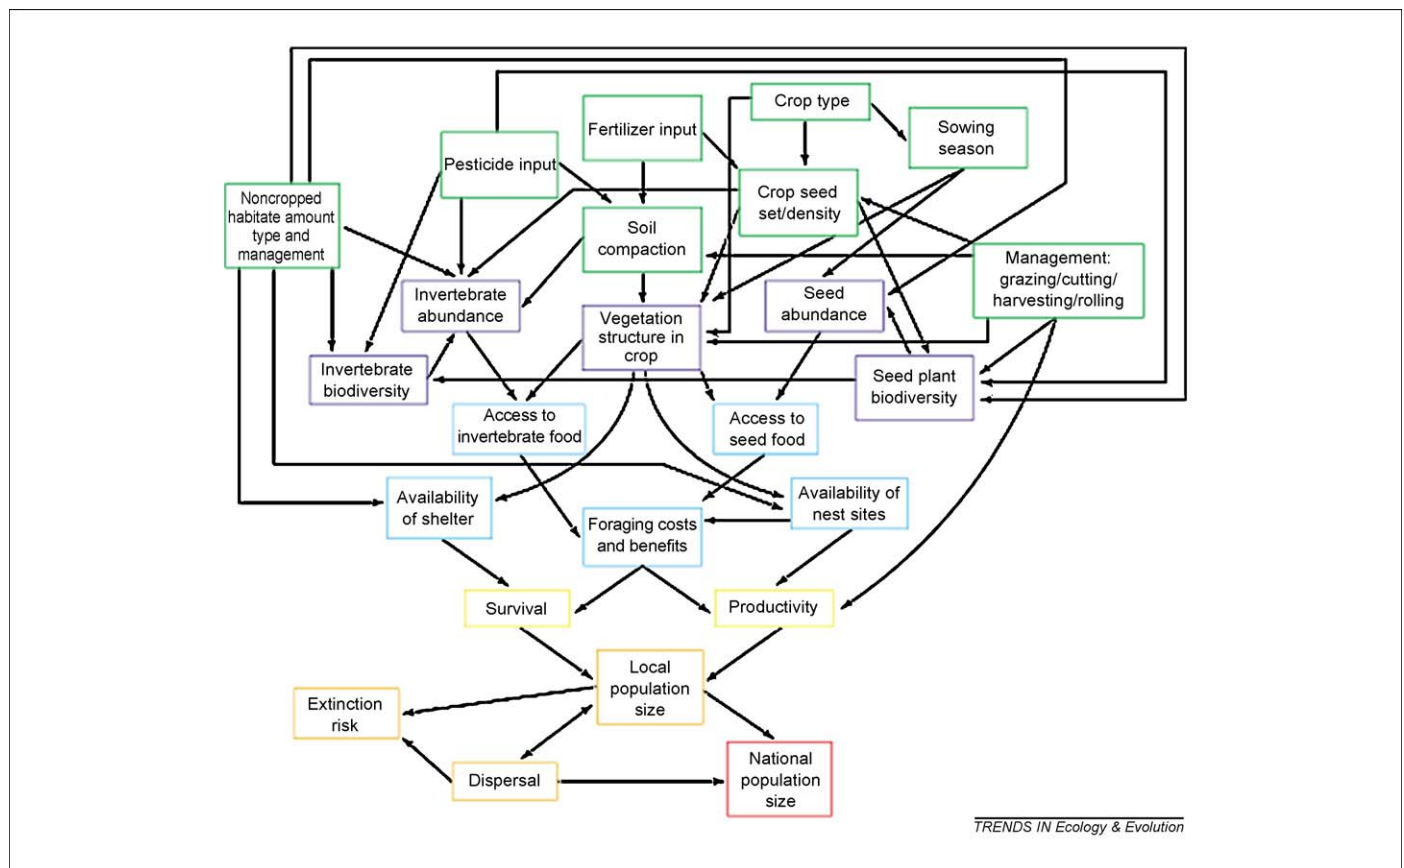 Crop type
Fertilizer input
Sowing
season
Pesticide input
Noncropped
habitate amount
type and
management
Crop seed
set/density
Soil
compaction
Management:
grazing/cutting/
harvesting/rolling
Invertebrate
abundance
Seed
abundance
Vegetation
structure in
crop
Invertebrate
biodiversity
Seed plant
biodiversity
Access to
invertebrate food
Access to
seed food
Availability
of shelter
Availability of
nest sites
Foraging costs
and benefits
Survival
Productivity
Local
population
size
Extinction
risk
Dispersal
National
population
size
TRENDS IN Ecology & Evolution